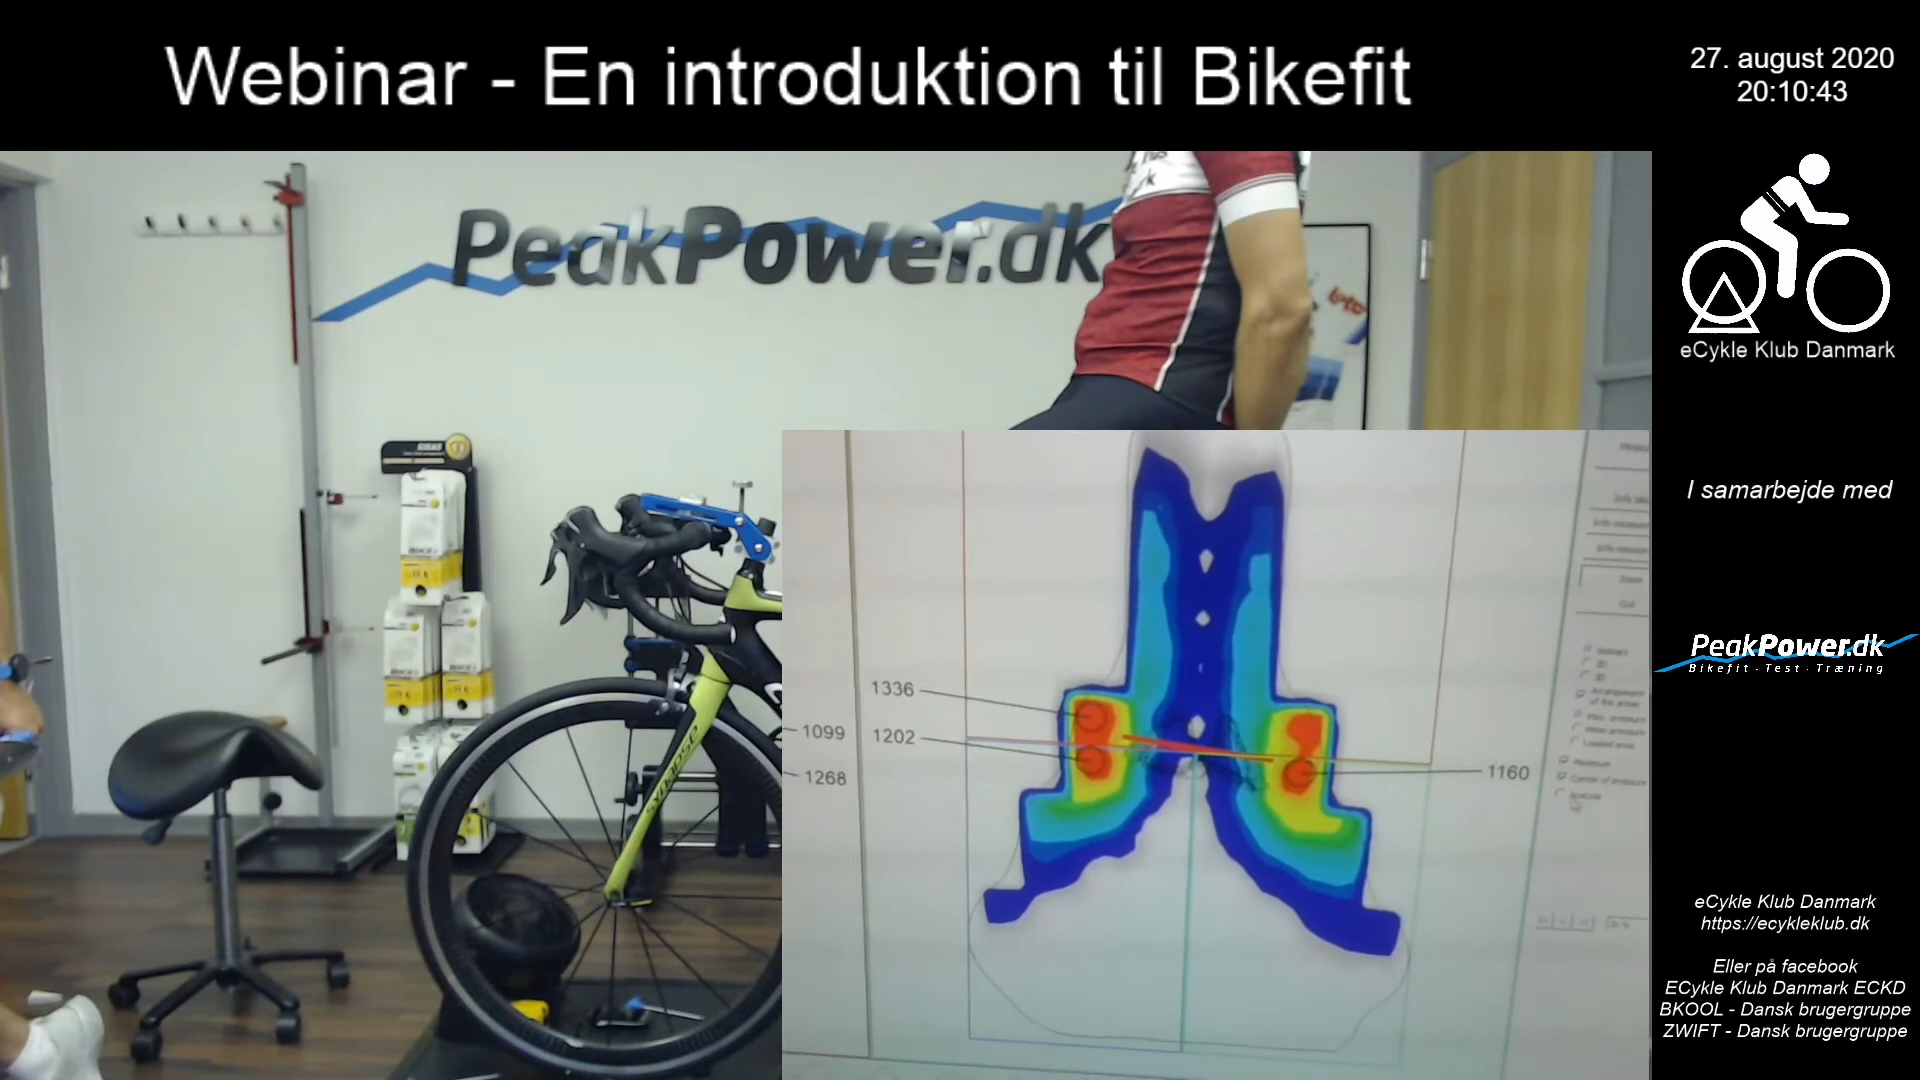 Webinar - En introduktion til Bikefit
27. august 2020
20:10:43
PeakPower.dk
eCykle Klub Danmark
I samarbejde med
synapse
1336
1099
1202
1268
1160
PeakPower.dk
Bikefit · Test · Træning
eCykle Klub Danmark
https://ecykleklub.dk
Eller på facebook
ECykle Klub Danmark ECKD
BKOOL - Dansk brugergruppe
ZWIFT - Dansk brugergruppe